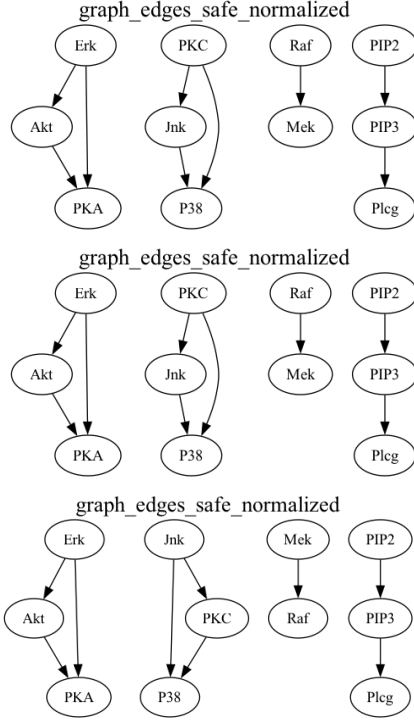 graph_edges_safe_normalized
Erk PKC Raf PIP2
Akt Jnk Mek PIP3
PKA P38 Plcg
graph_edges_safe_normalized
Erk PKC Raf PIP2
Akt Jnk Mek PIP3
PKA P38 Plcg
graph_edges_safe_normalized
Erk Jnk Mek PIP2
Akt PKC Raf PIP3
PKA P38 Plcg